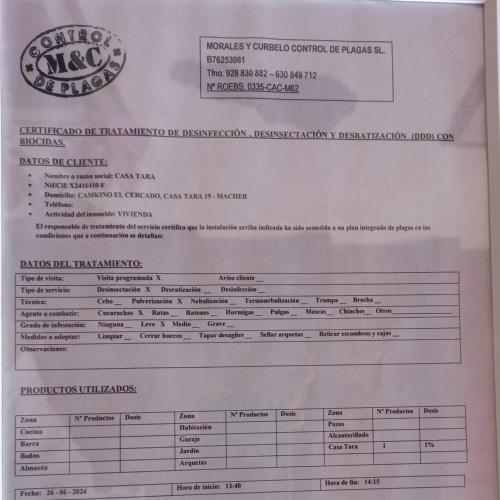 CONTROL
M&C
DE PLAGAS
MORALES Y CURBELO CONTROL DE PLAGAS SL.
B76253061
Tfno. 928 830 882 – 630 849 712
Nº ROEBS: 0335-CAC-M62
CERTIFICADO DE TRATAMIENTO DE DESINFECCIÓN , DESINSECTACIÓN Y DESRATIZACIÓN (DDD) CON
BIOCIDAS.
DATOS DE CLIENTE:
• Nombre o razón social: CASA TARA
• Nif/Cif: X2416410-F
• Domicilio: CAMKINO EL CERCADO, CASA TARA 19 - MACHER
• Teléfono:
• Actividad del inmueble: VIVIENDA
El responsable de tratamiento del servicio certifica que la instalación arriba indicada ha sido sometida a un plan integrado de plagas en las
condiciones que a continuación se detallan:
DATOS DEL TRATAMIENTO:
Tipo de visita: Visita programada X Aviso cliente __
Tipo de servicio: Desinsectación X Desratización __ Desinfección __
Técnica: Cebo __ Pulverización X Nebulización __ Termonebulización __ Trampa __ Brocha __
Agente a combatir: Cucarachas X Ratas __ Ratones __ Hormigas __ Pulgas __ Moscas __ Chinches __ Otros
Grado de infestación: Ninguna __ Leve X Medio __ Grave __
Medidas a adoptar: Limpiar __ Cerrar huecos __ Tapar desagües __ Sellar arquetas __ Retirar escombros y cajas __
Observaciones:
PRODUCTOS UTILIZADOS:
Zona Nº Productos Dosis Zona Nº Productos Dosis Zona Nº Productos Dosis
Cocina Habitación Pozos
Barra Garaje Alcantarillado
Baños Jardín Casa Tara 1 1%
Almacén Arquetas
Fecha: 26 - 06 - 2024 Hora de inicio: 13:40 Hora de fin: 14:15